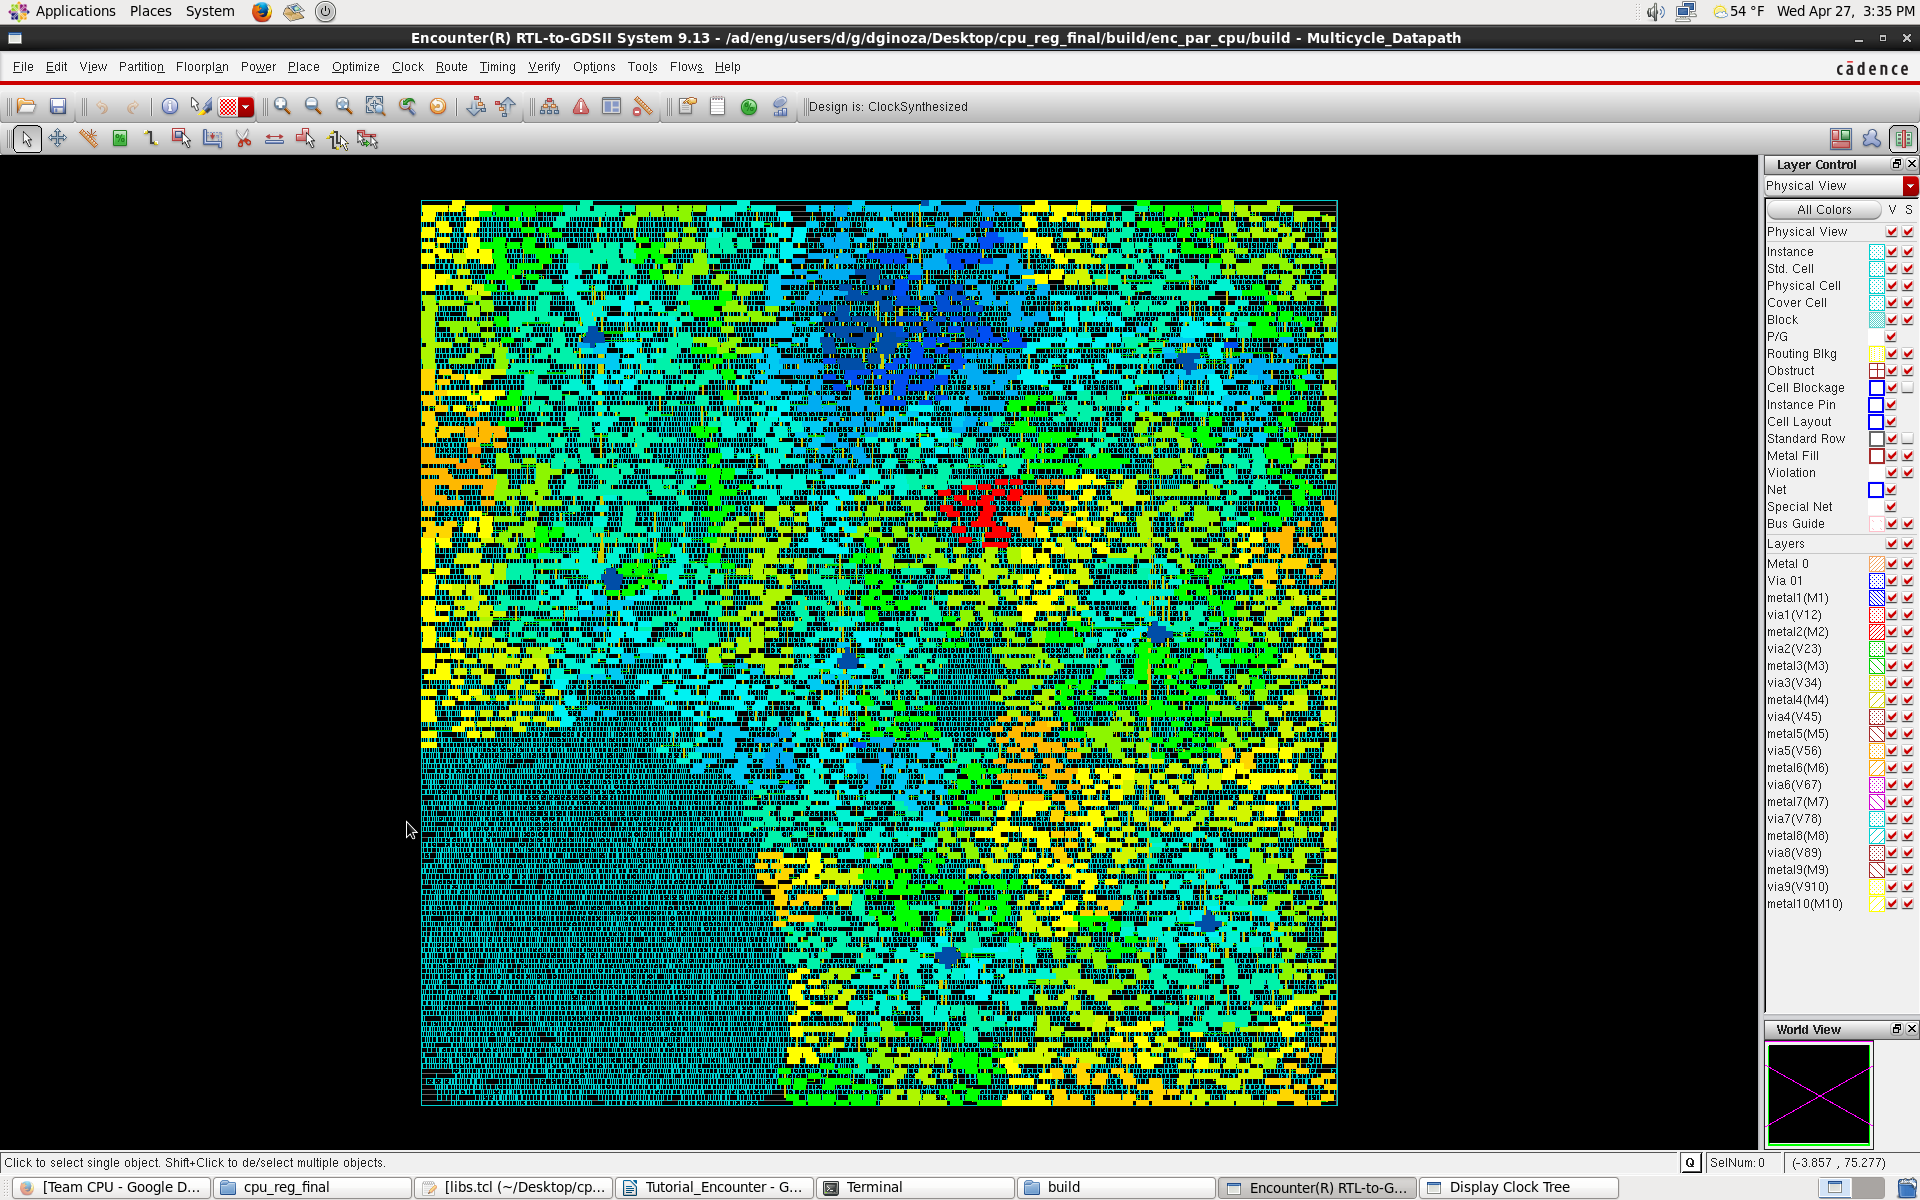 Applications Places System 54 °F Wed Apr 27, 3:35 PM
Encounter(R) RTL-to-GDSII System 9.13 - /ad/eng/users/d/g/dginoza/Desktop/cpu_reg_final/build/enc_par_cpu/build - Multicycle_Datapath
File Edit View Partition Floorplan Power Place Optimize Clock Route Timing Verify Options Tools Flows Help cādence
Design is: ClockSynthesized
Layer Control
Physical View
All Colors V S
Physical View
Instance
Std. Cell
Physical Cell
Cover Cell
Block
P/G
Routing Blkg
Obstruct
Cell Blockage
Instance Pin
Cell Layout
Standard Row
Metal Fill
Violation
Net
Special Net
Bus Guide
Layers
Metal 0
Via 01
metal1(M1)
via1(V12)
metal2(M2)
via2(V23)
metal3(M3)
via3(V34)
metal4(M4)
via4(V45)
metal5(M5)
via5(V56)
metal6(M6)
via6(V67)
metal7(M7)
via7(V78)
metal8(M8)
via8(V89)
metal9(M9)
via9(V910)
metal10(M10)
World View
Click to select single object. Shift+Click to de/select multiple objects. Q SelNum: 0 (-3.857 , 75.277)
[Team CPU - Google D... cpu_reg_final [libs.tcl (~/Desktop/cp... Tutorial_Encounter - G... Terminal build Encounter(R) RTL-to-G... Display Clock Tree